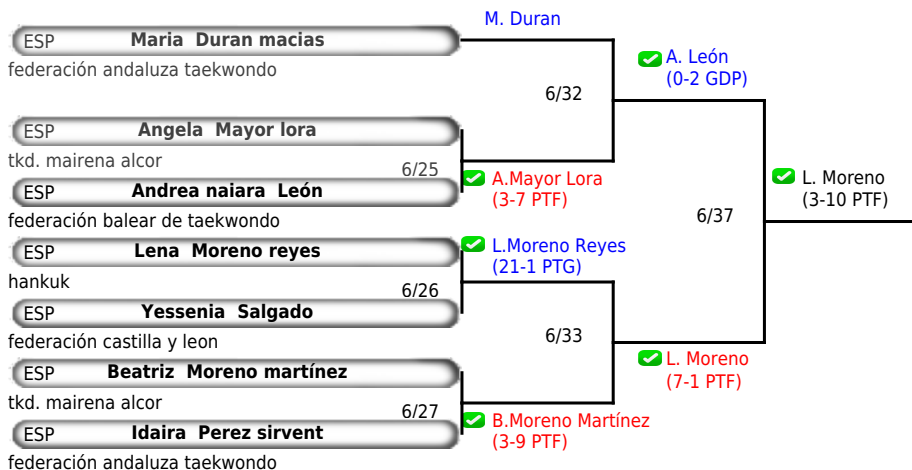 M. Duran
ESP Maria Duran macias
federación andaluza taekwondo
A. León
(0-2 GDP)
6/32
ESP Angela Mayor lora
tkd. mairena alcor
6/25
A.Mayor Lora
(3-7 PTF)
ESP Andrea naiara León
federación balear de taekwondo
L. Moreno
(3-10 PTF)
6/37
ESP Lena Moreno reyes
hankuk
L.Moreno Reyes
(21-1 PTG)
6/26
ESP Yessenia Salgado
federación castilla y leon
6/33
L. Moreno
(7-1 PTF)
ESP Beatriz Moreno martínez
tkd. mairena alcor
6/27
B.Moreno Martínez
(3-9 PTF)
ESP Idaira Perez sirvent
federación andaluza taekwondo